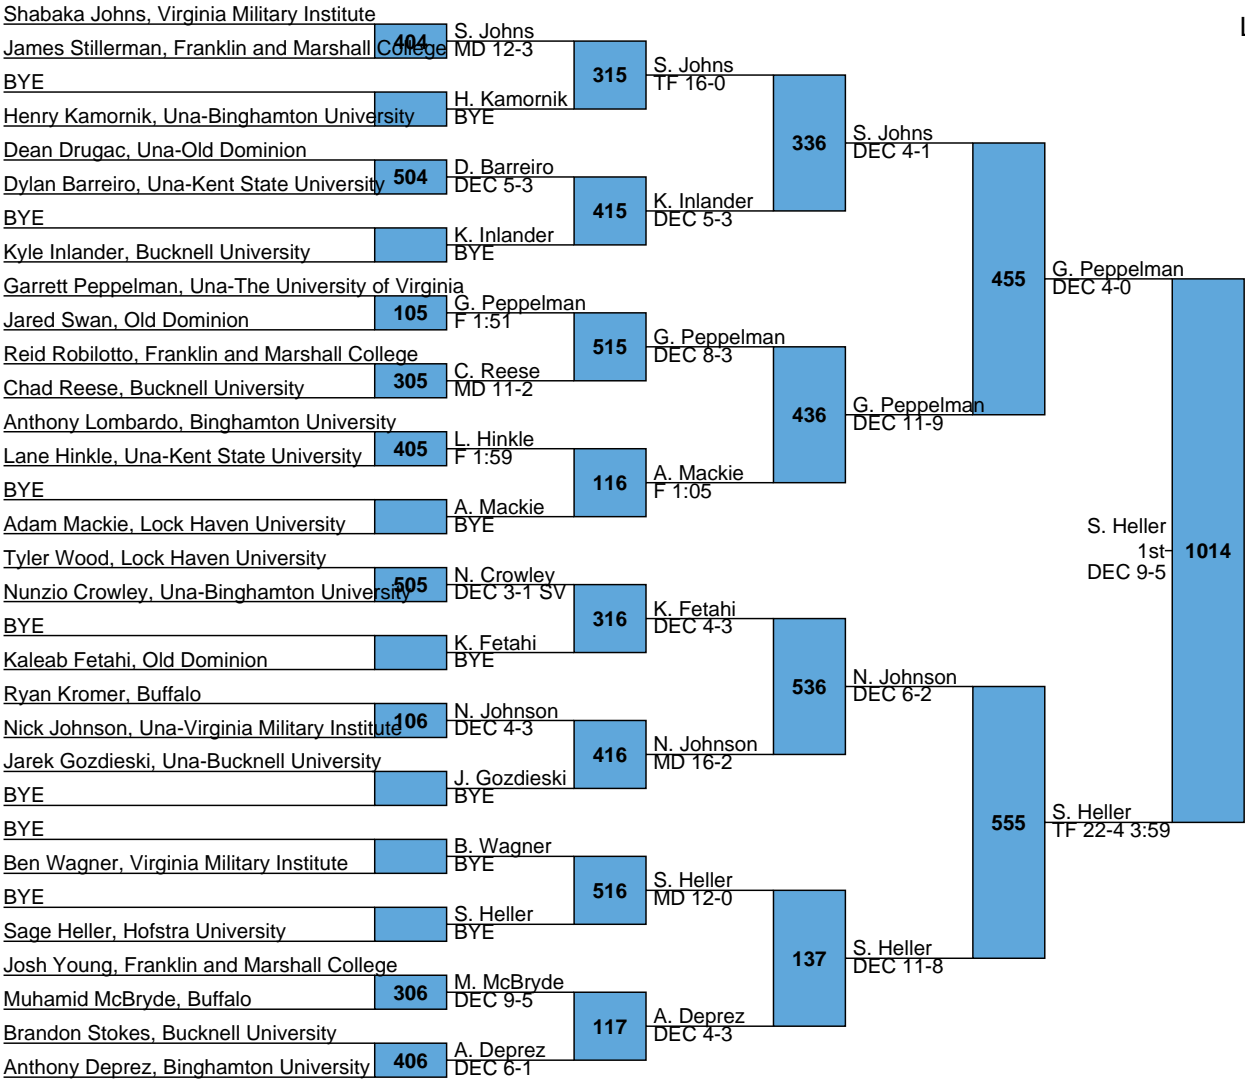 Shabaka Johns, Virginia Military Institute
L
404
S. Johns
James Stillerman, Franklin and Marshall College
MD 12-3
315
S. Johns
TF 16-0
BYE
H. Kamornik
Henry Kamornik, Una-Binghamton University
BYE
336
S. Johns
DEC 4-1
Dean Drugac, Una-Old Dominion
504
D. Barreiro
Dylan Barreiro, Una-Kent State University
DEC 5-3
415
K. Inlander
DEC 5-3
BYE
K. Inlander
Kyle Inlander, Bucknell University
BYE
455
G. Peppelman
DEC 4-0
Garrett Peppelman, Una-The University of Virginia
105
G. Peppelman
Jared Swan, Old Dominion
F 1:51
515
G. Peppelman
DEC 8-3
Reid Robilotto, Franklin and Marshall College
305
C. Reese
Chad Reese, Bucknell University
MD 11-2
436
G. Peppelman
DEC 11-9
Anthony Lombardo, Binghamton University
405
L. Hinkle
Lane Hinkle, Una-Kent State University
F 1:59
116
A. Mackie
F 1:05
BYE
A. Mackie
Adam Mackie, Lock Haven University
BYE
S. Heller
1st
1014
DEC 9-5
Tyler Wood, Lock Haven University
505
N. Crowley
Nunzio Crowley, Una-Binghamton University
DEC 3-1 SV
316
K. Fetahi
DEC 4-3
BYE
K. Fetahi
Kaleab Fetahi, Old Dominion
BYE
536
N. Johnson
DEC 6-2
Ryan Kromer, Buffalo
106
N. Johnson
Nick Johnson, Una-Virginia Military Institute
DEC 4-3
416
N. Johnson
MD 16-2
Jarek Gozdieski, Una-Bucknell University
J. Gozdieski
BYE
BYE
555
S. Heller
TF 22-4 3:59
BYE
B. Wagner
Ben Wagner, Virginia Military Institute
BYE
516
S. Heller
MD 12-0
BYE
S. Heller
Sage Heller, Hofstra University
BYE
137
S. Heller
DEC 11-8
Josh Young, Franklin and Marshall College
306
M. McBryde
Muhamid McBryde, Buffalo
DEC 9-5
117
A. Deprez
DEC 4-3
Brandon Stokes, Bucknell University
406
A. Deprez
Anthony Deprez, Binghamton University
DEC 6-1